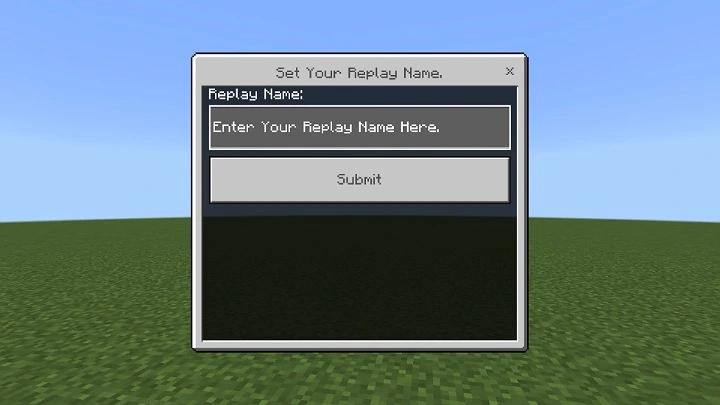 Set Your Replay Name.
x
Replay Name:
Enter Your Replay Name Here.
Submit